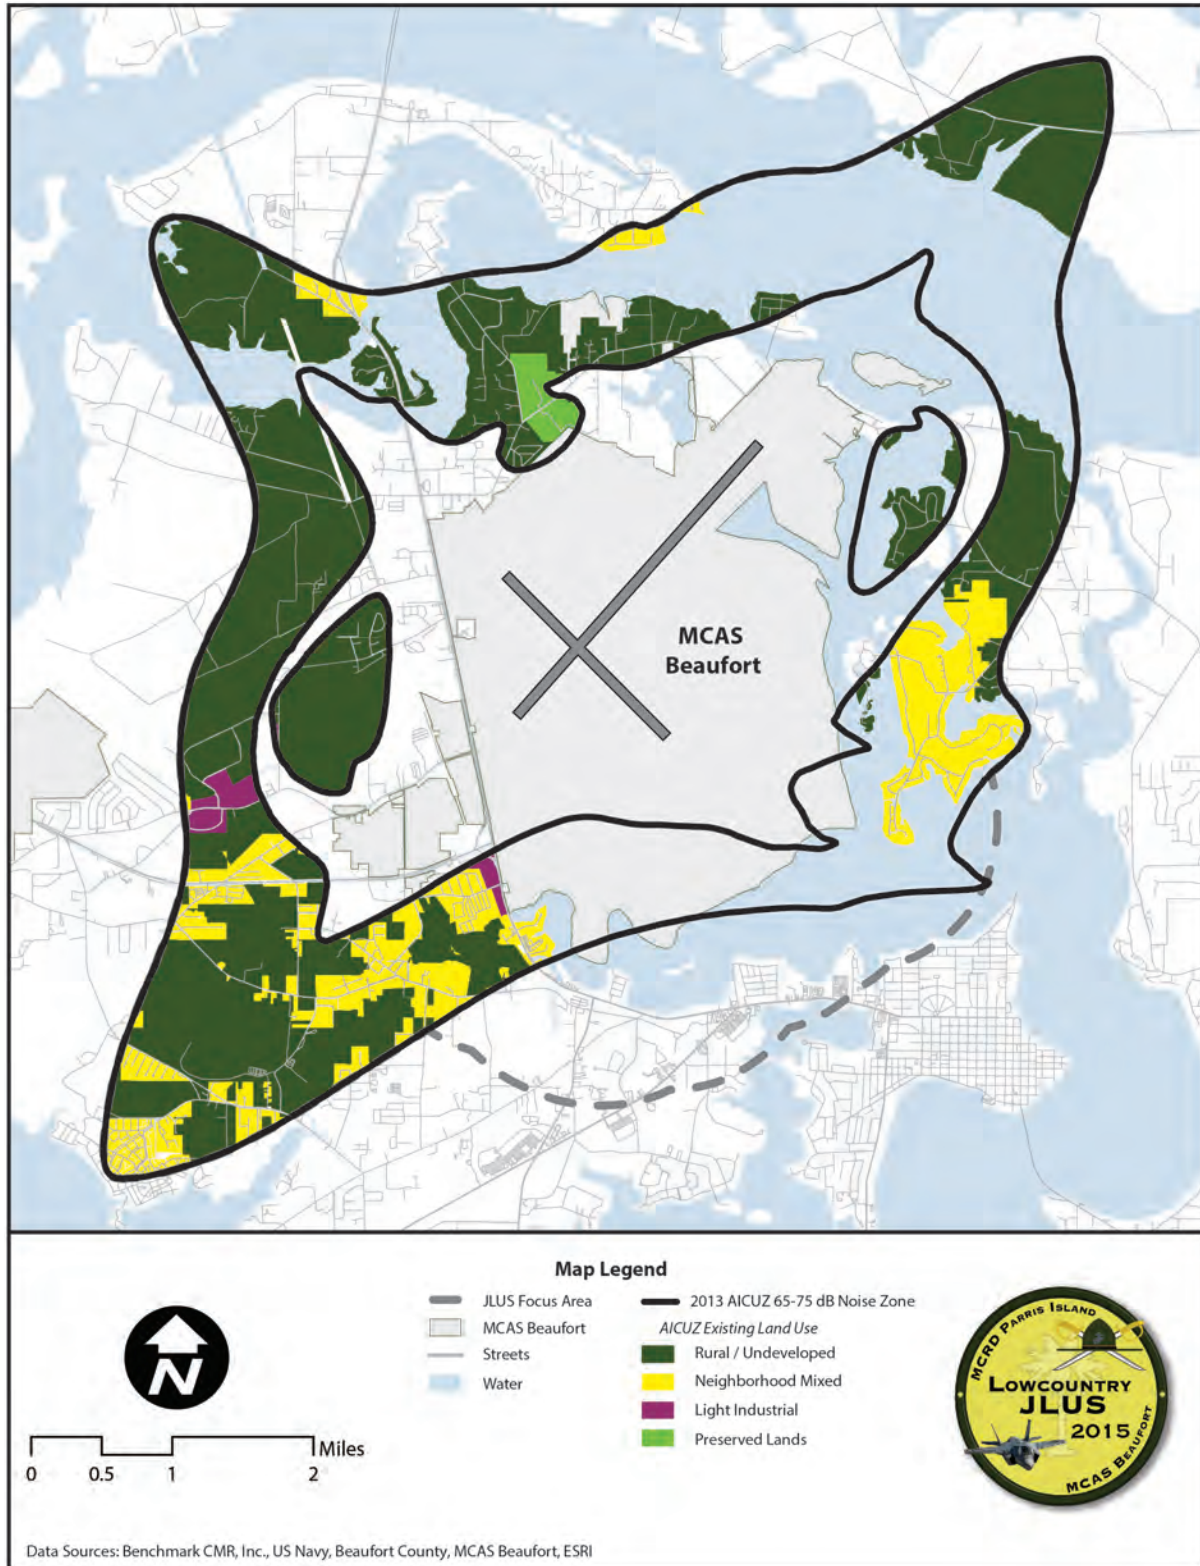 MCAS
Beaufort
Map Legend
JLUS Focus Area
MCAS Beaufort
Streets
Water
2013 AICUZ 65-75 dB Noise Zone
AICUZ Existing Land Use
Rural / Undeveloped
Neighborhood Mixed
Light Industrial
Preserved Lands
N
Miles
0 0.5 1 2
MCRD PARRIS ISLAND
LOWCOUNTRY
JLUS
2015
MCAS BEAUFORT
Data Sources: Benchmark CMR, Inc., US Navy, Beaufort County, MCAS Beaufort, ESRI